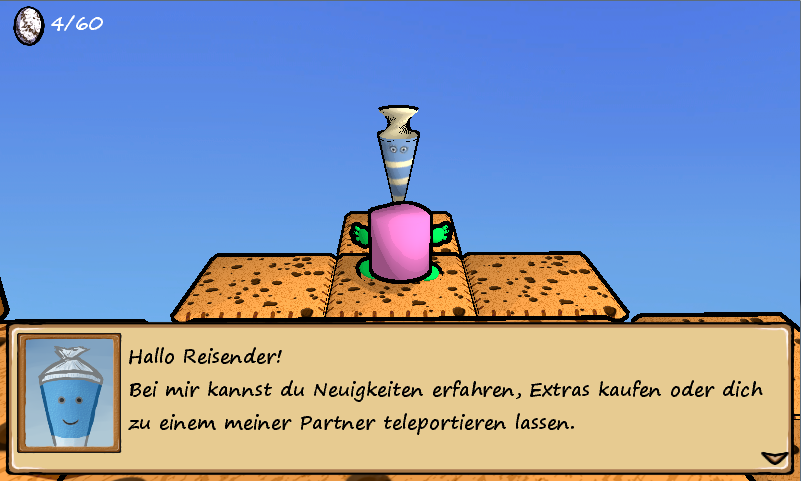 4/60
Hallo Reisender!
Bei mir kannst du Neuigkeiten erfahren, Extras kaufen oder dich
zu einem meiner Partner teleportieren lassen.